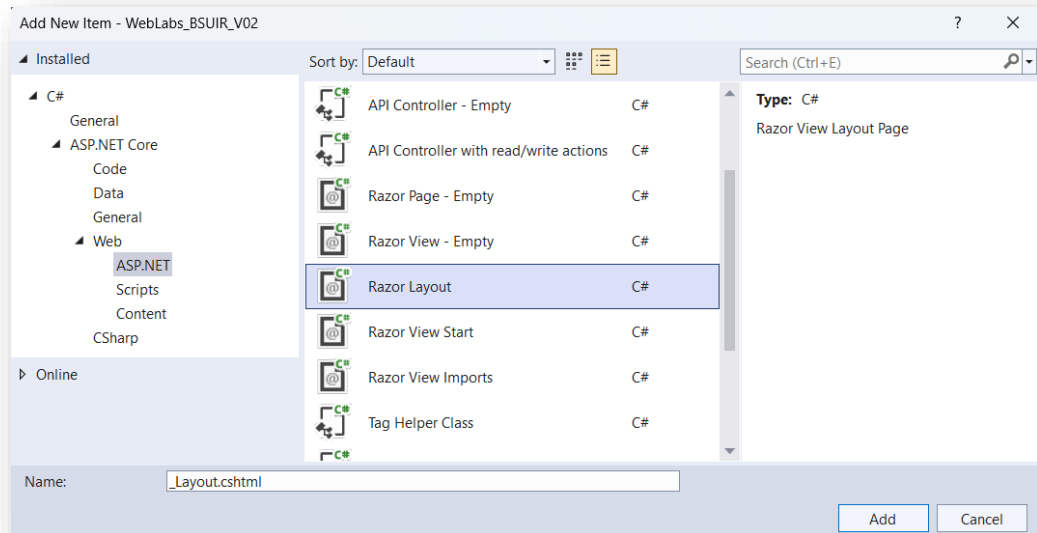 Add New Item - WebLabs_BSUIR_V02
?
Installed
Sort by: Default
Search (Ctrl+E)
C#
General
ASP.NET Core
Code
Data
General
Web
ASP.NET
Scripts
Content
CSharp
Online
C#
API Controller - Empty C#
C#
API Controller with read/write actions C#
C#
@
Razor Page - Empty C#
C#
@
Razor View - Empty C#
C#
@
Razor Layout C#
C#
@
Razor View Start C#
C#
@
Razor View Imports C#
C#
Tag Helper Class C#
C#
Type: C#
Razor View Layout Page
Name: _Layout.cshtml
Add Cancel